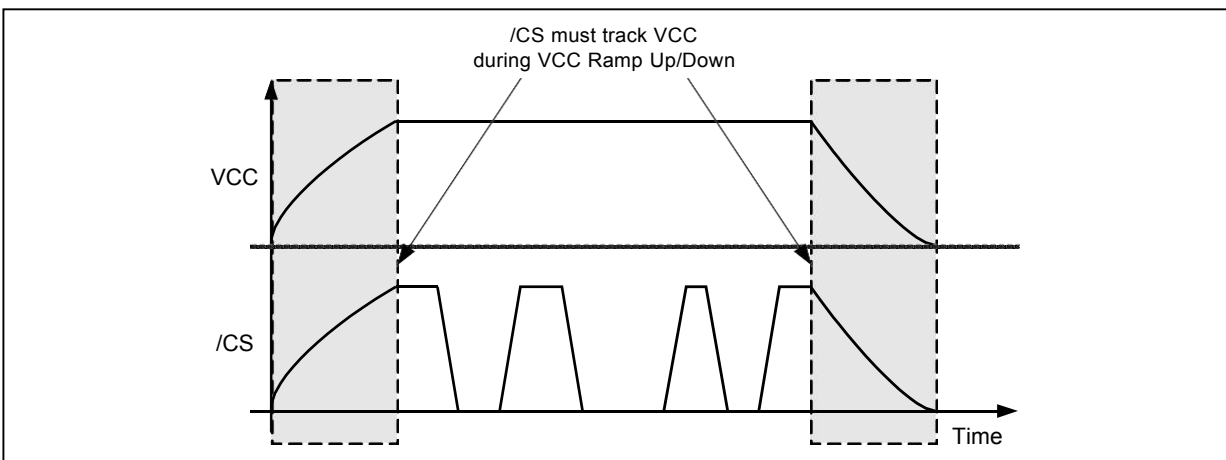 /CS must track VCC
during VCC Ramp Up/Down
VCC
/CS
Time